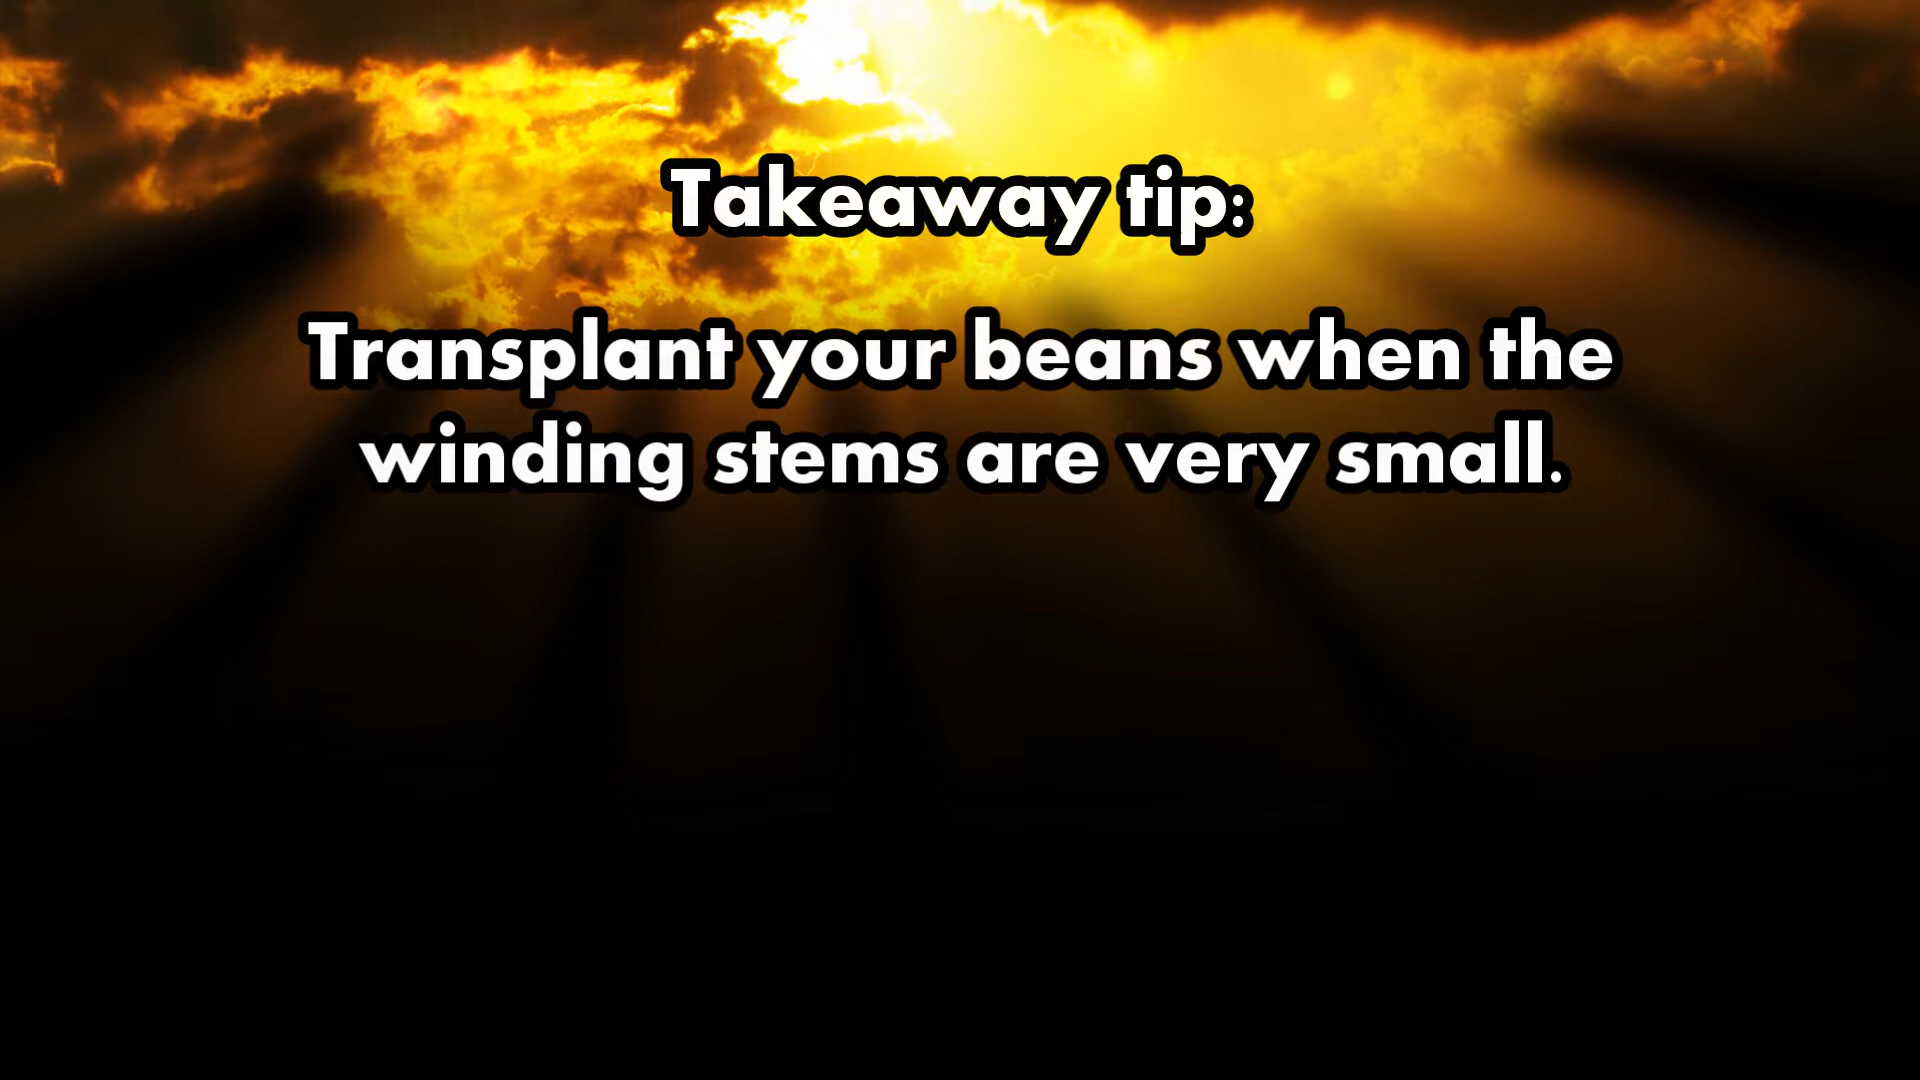 Takeaway tip:
Transplant your beans when the
winding stems are very small.